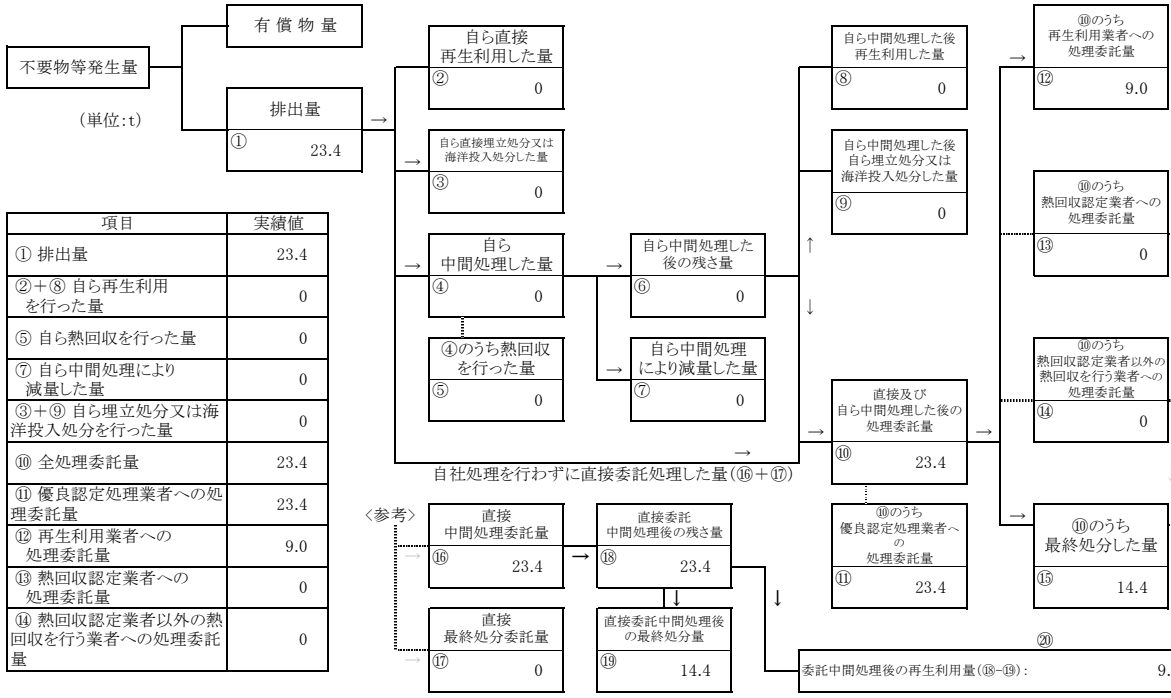 有 償 物 量
不要物等発生量
(単位:t)
排出量
①
23.4
→
自ら直接
再生利用した量
②
0
→
自ら直接埋立処分又は
海洋投入処分した量
③
0
→
自ら
中間処理した量
④
0
④のうち熱回収
を行った量
⑤
0
→
自ら中間処理した
後の残さ量
⑥
0
→
自ら中間処理
により減量した量
⑦
0
自ら中間処理した後
再生利用した量
⑧
0
自ら中間処理した後
自ら埋立処分又は
海洋投入処分した量
⑨
0
↑
↓
→
→
直接及び
自ら中間処理した後の
処理委託量
⑩
23.4
→
⑩のうち
優良認定処理業者へ
の
処理委託量
⑪
23.4
→
⑩のうち
再生利用業者への
処理委託量
⑫
9.0
⑩のうち
熱回収認定業者への
処理委託量
⑬
0
⑩のうち
熱回収認定業者以外の
熱回収を行う業者への
処理委託量
⑭
0
→
⑩のうち
最終処分した量
⑮
14.4
項目 実績値
① 排出量 23.4
②+⑧ 自ら再生利用
を行った量 0
⑤ 自ら熱回収を行った量 0
⑦ 自ら中間処理により
減量した量 0
③+⑨ 自ら埋立処分又は海
洋投入処分を行った量 0
⑩ 全処理委託量 23.4
⑪ 優良認定処理業者への処
理委託量 23.4
⑫ 再生利用業者への
処理委託量 9.0
⑬ 熱回収認定業者への
処理委託量 0
⑭ 熱回収認定業者以外の熱
回収を行う業者への処理委託
量 0
自社処理を行わずに直接委託処理した量(⑯+⑰)
〈参考〉
→
直接
中間処理委託量
⑯
23.4
→
直接委託
中間処理後の残さ量
⑱
23.4
↓
↓
→
直接
最終処分委託量
⑰
0
直接委託中間処理後
の最終処分量
⑲
14.4
⑳
委託中間処理後の再生利用量(⑱-⑲): 9.